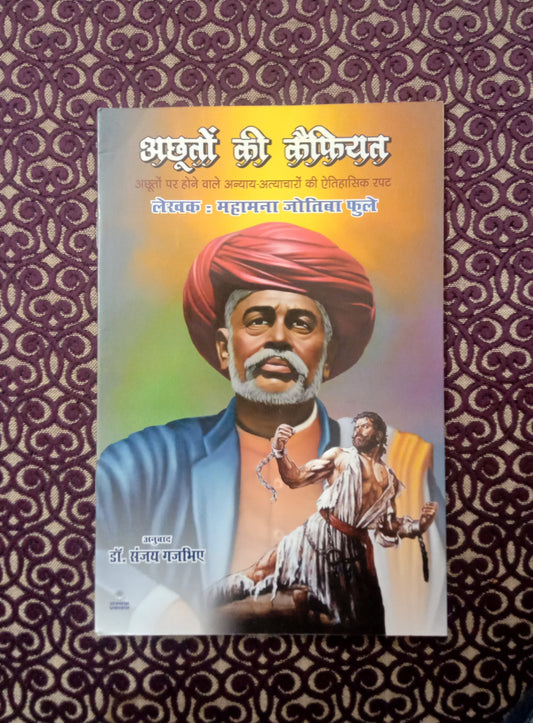 अछूतों की कैफियत
अछूतों पर होने वाले अन्याय-अत्याचारों की ऐतिहासिक रपट
लेखक : महामना जोतिबा फुले
अनुवाद
डॉ. संजय गजभिए